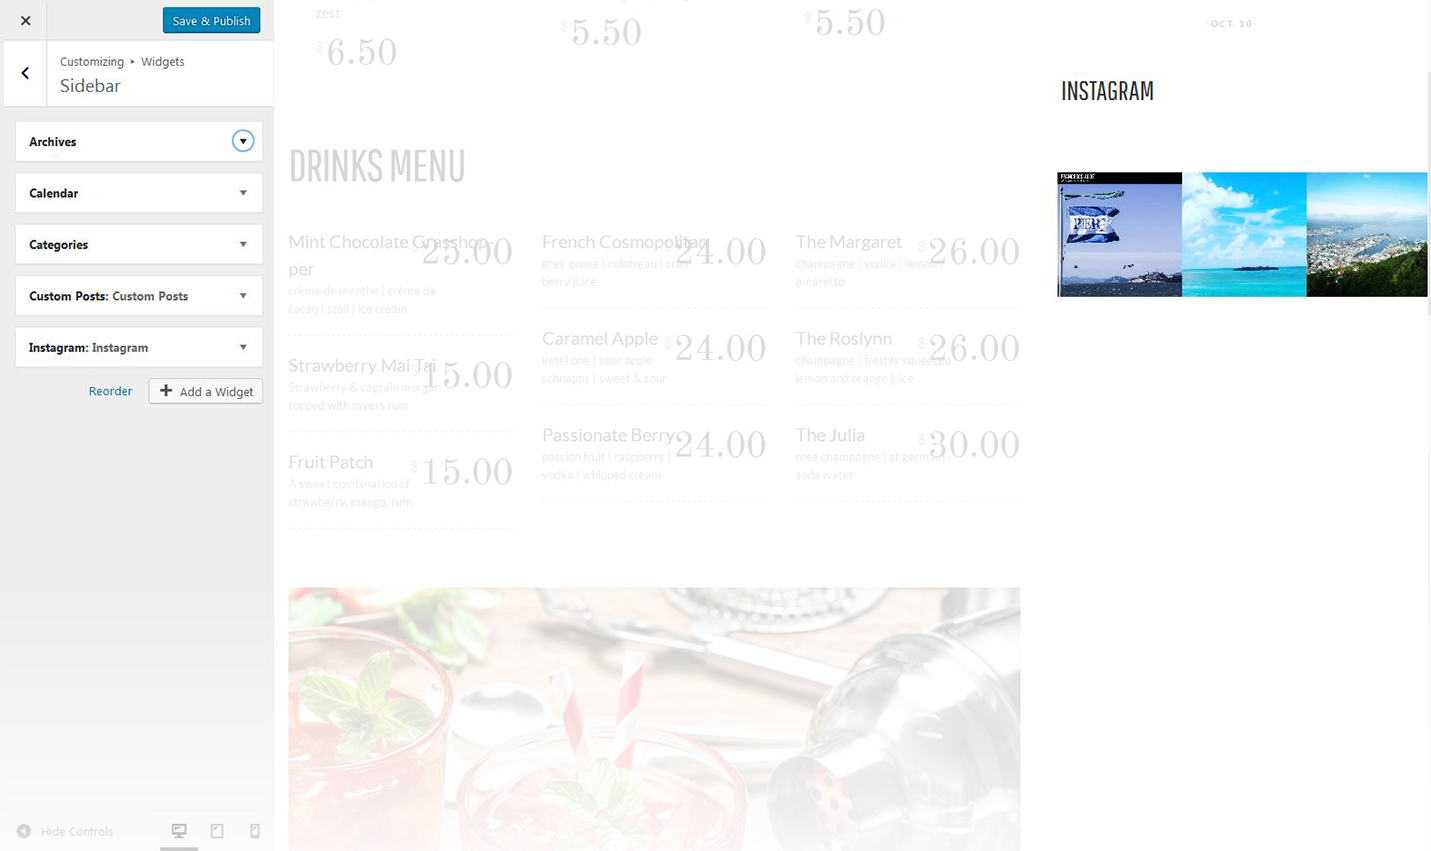 Save & Publish
Customizing ▸ Widgets
Sidebar
Archives
Calendar
Categories
Custom Posts: Custom Posts
Instagram: Instagram
Reorder
Add a Widget
Hide Controls
zest
$6.50
$5.50
$5.50
DRINKS MENU
Mint Chocolate Grasshop-
per
$25.00
crème de menthe | crème de
cacao | stoli | ice cream
Strawberry Mai Tai
$15.00
Strawberry & captain morgan
topped with myers rum
Fruit Patch
$15.00
A sweet combination of
strawberry, mango, rum
French Cosmopolitan
$24.00
grey goose | cointreau | cran-
berry juice
Caramel Apple
$24.00
ketel one | sour apple
schnapps | sweet & sour
Passionate Berry
$24.00
passion fruit | raspberry |
vodka | whipped cream
The Margaret
$26.00
champagne | vodka | lemon |
amaretto
The Roslynn
$26.00
champagne | freshly squeezed
lemon and orange juice
The Julia
$30.00
rose champagne | st germain |
soda water
OCT. 10
INSTAGRAM
PIER